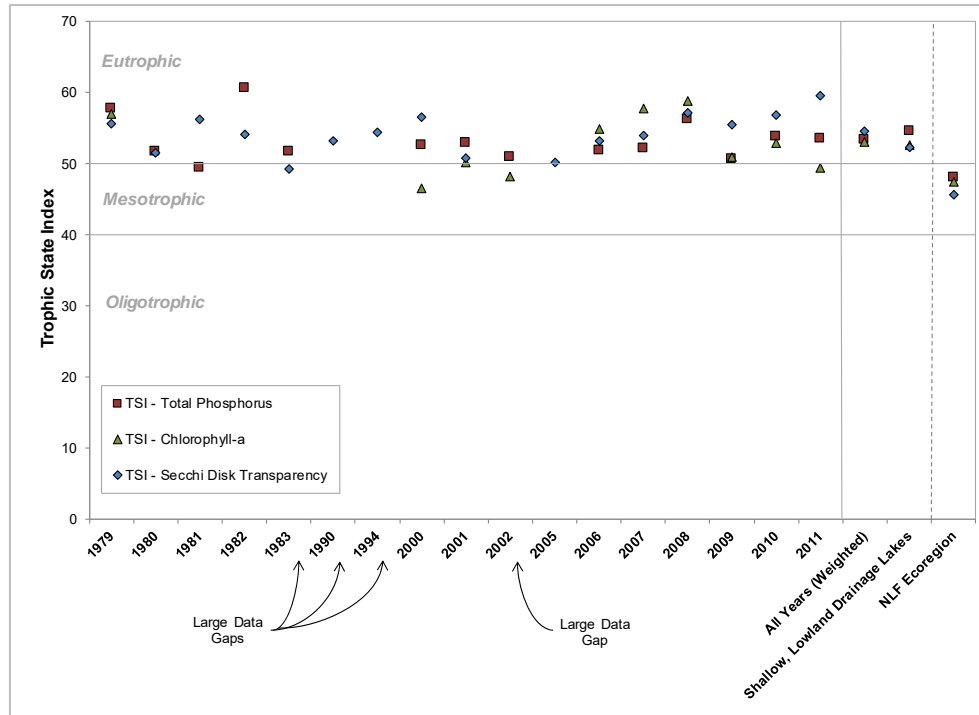 70
60
50
40
30
20
10
0
Trophic State Index
Eutrophic
Mesotrophic
Oligotrophic
TSI - Total Phosphorus
TSI - Chlorophyll-a
TSI - Secchi Disk Transparency
1979
1980
1981
1982
1983
1990
1994
2000
2001
2002
2005
2006
2007
2008
2009
2010
2011
All Years (Weighted)
Shallow, Lowland Drainage Lakes
NLF Ecoregion
Large Data
Gaps
Large Data
Gap